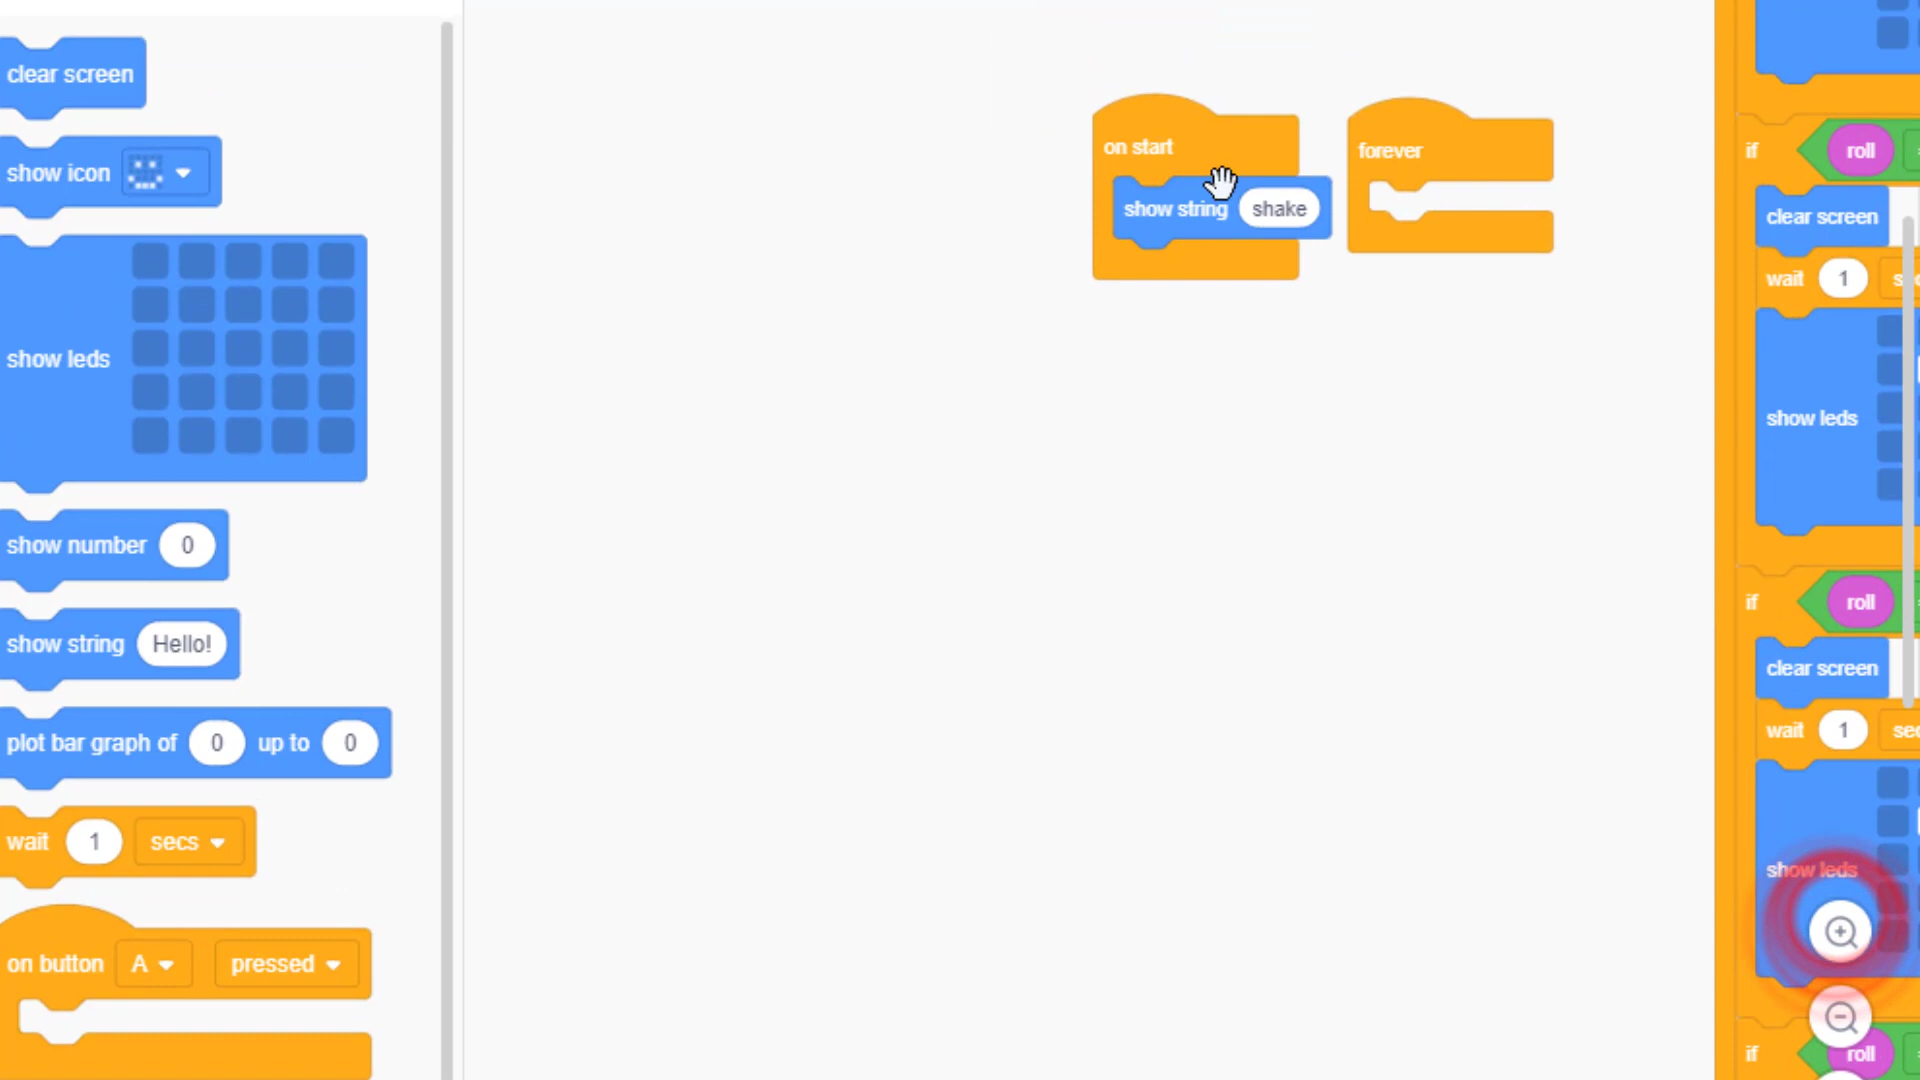 clear screen
show icon
show leds
show number 0
show string Hello!
plot bar graph of 0 up to 0
wait 1 secs
on button A pressed
on start
show string shake
forever
if roll
clear screen
wait 1
show leds
if roll
clear screen
wait 1
show leds
if roll